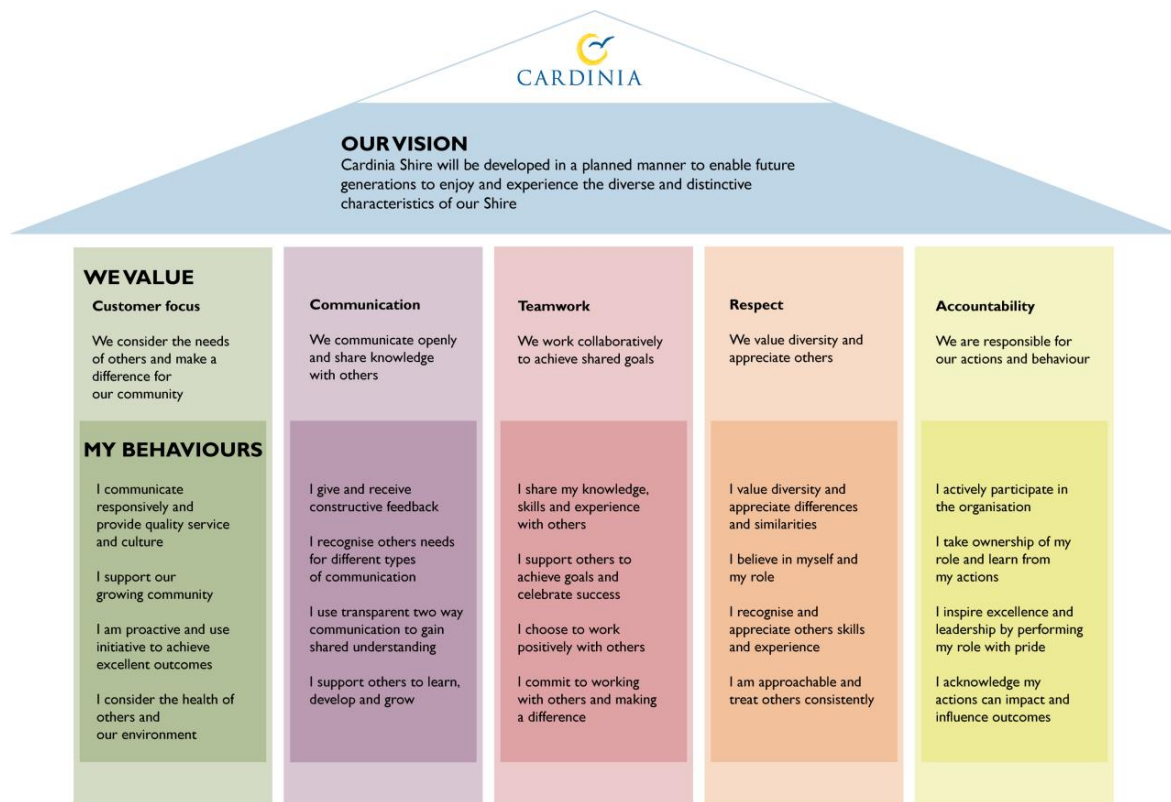 CARDINIA
OUR VISION
Cardinia Shire will be developed in a planned manner to enable future
generations to enjoy and experience the diverse and distinctive
characteristics of our Shire
WE VALUE
Customer focus
We consider the needs
of others and make a
difference for
our community
Communication
We communicate openly
and share knowledge
with others
Teamwork
We work collaboratively
to achieve shared goals
Respect
We value diversity and
appreciate others
Accountability
We are responsible for
our actions and behaviour
MY BEHAVIOURS
I communicate
responsively and
provide quality service
and culture
I support our
growing community
I am proactive and use
initiative to achieve
excellent outcomes
I consider the health of
others and
our environment
I give and receive
constructive feedback
I recognise others needs
for different types
of communication
I use transparent two way
communication to gain
shared understanding
I support others to learn,
develop and grow
I share my knowledge,
skills and experience
with others
I support others to
achieve goals and
celebrate success
I choose to work
positively with others
I commit to working
with others and making
a difference
I value diversity and
appreciate differences
and similarities
I believe in myself and
my role
I recognise and
appreciate others skills
and experience
I am approachable and
treat others consistently
I actively participate in
the organisation
I take ownership of my
role and learn from
my actions
I inspire excellence and
leadership by performing
my role with pride
I acknowledge my
actions can impact and
influence outcomes